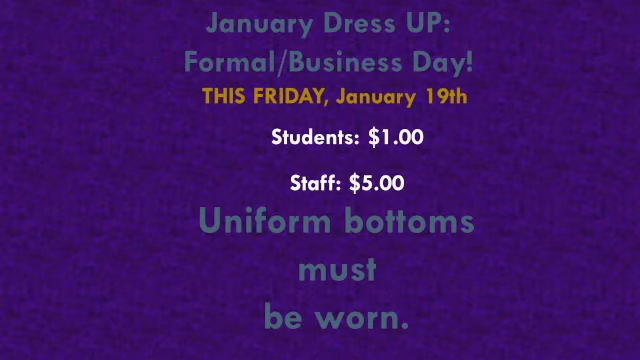 January Dress UP:
Formal/Business Day!
THIS FRIDAY, January 19th
Students: $1.00
Staff: $5.00
Uniform bottoms
must
be worn.